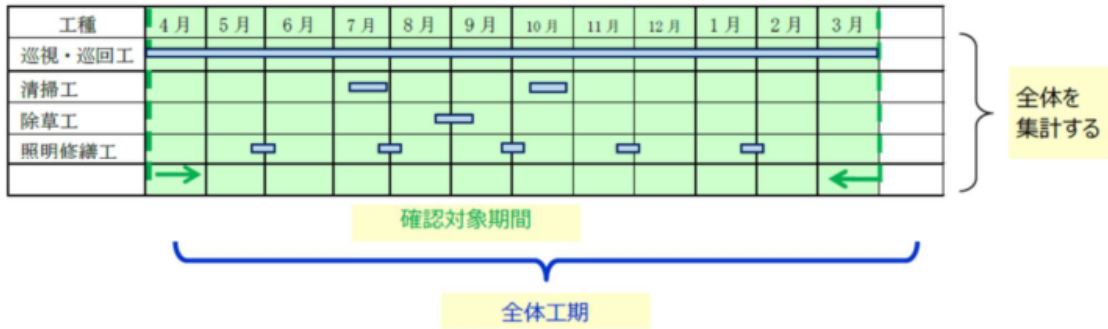 工種 4月 5月 6月 7月 8月 9月 10月 11月 12月 1月 2月 3月
巡視・巡回工
清掃工
除草工
照明修繕工
全体を
集計する
確認対象期間
全体工期